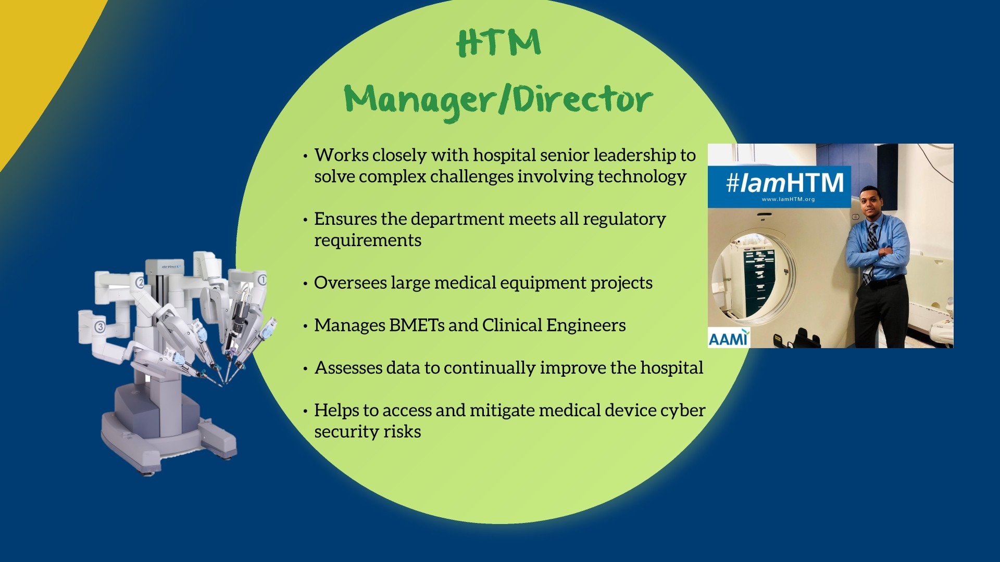 HTM
Manager/Director
• Works closely with hospital senior leadership to
solve complex challenges involving technology
• Ensures the department meets all regulatory
requirements
• Oversees large medical equipment projects
• Manages BMETs and Clinical Engineers
• Assesses data to continually improve the hospital
• Helps to access and mitigate medical device cyber
security risks
#IamHTM
www.IamHTM.org
AAMI
da Vinci
2
1
3